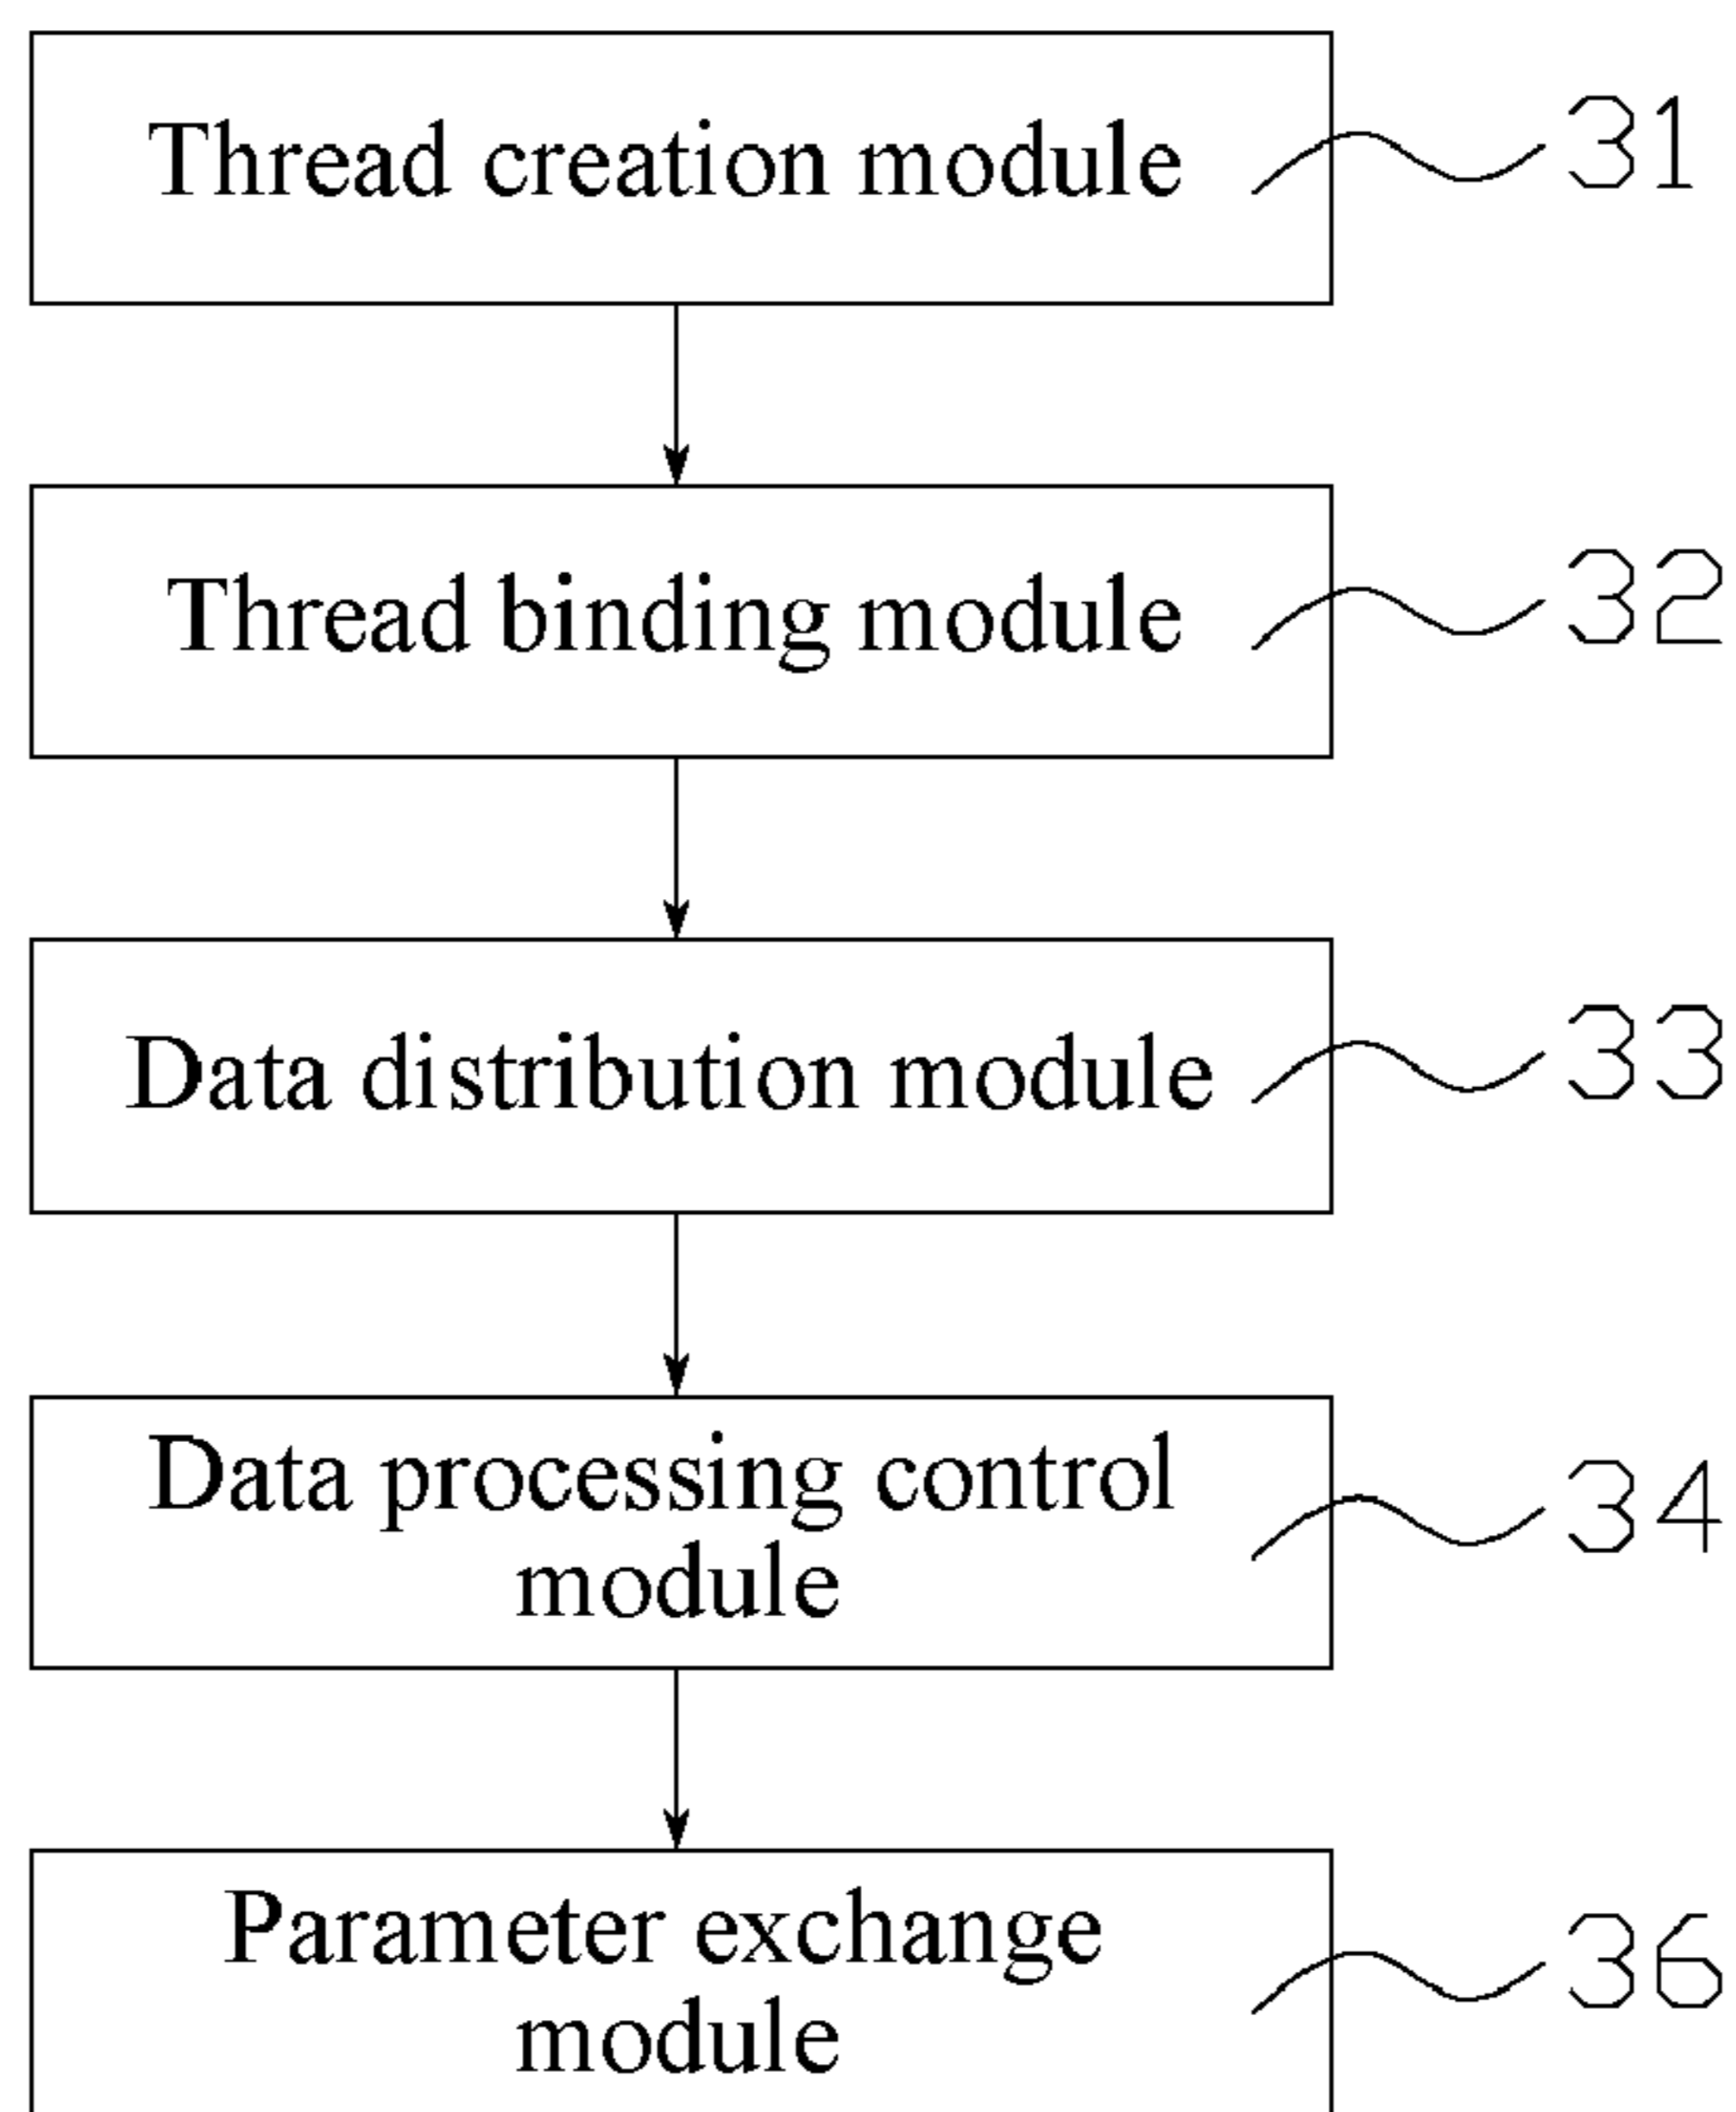 Thread creation module 31
Thread binding module 32
Data distribution module 33
Data processing control
module
34
Parameter exchange
module
36